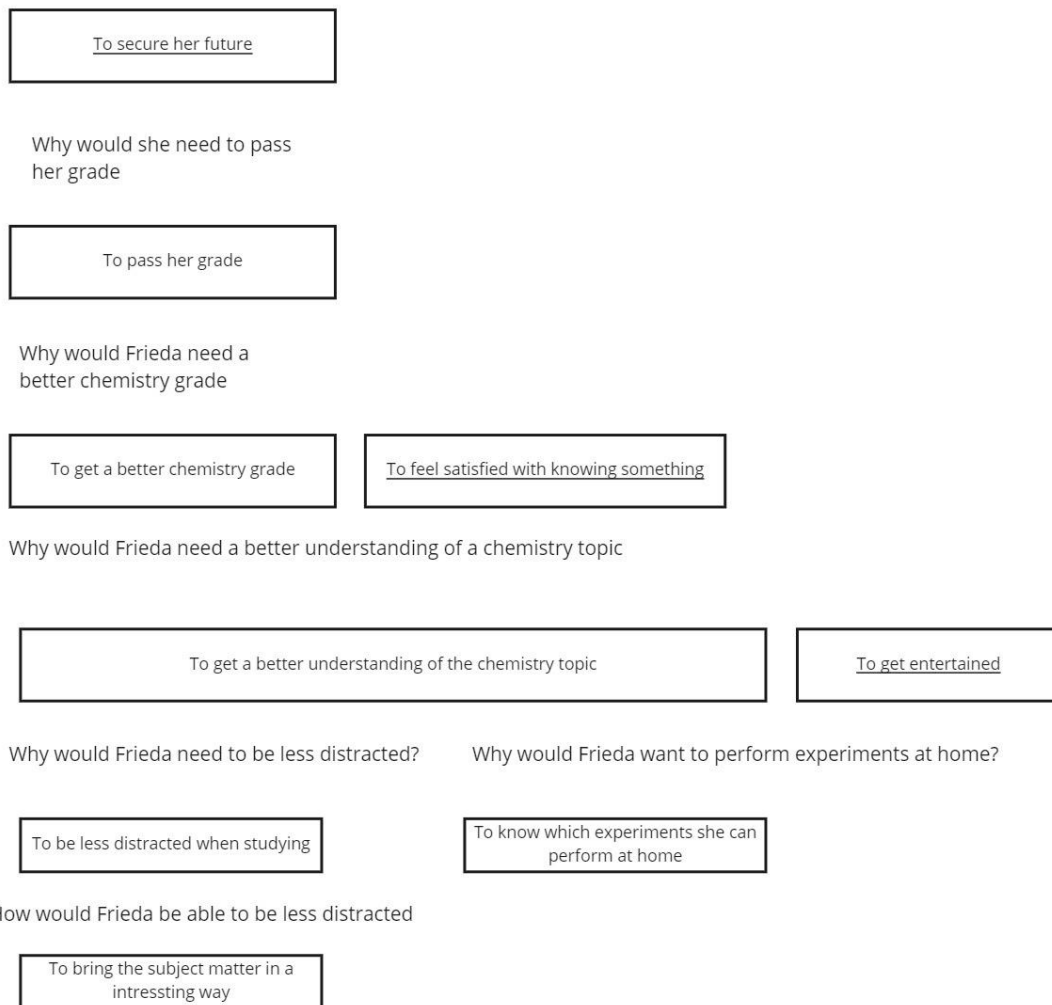 To secure her future
Why would she need to pass
her grade
To pass her grade
Why would Frieda need a
better chemistry grade
To get a better chemistry grade
To feel satisfied with knowing something
Why would Frieda need a better understanding of a chemistry topic
To get a better understanding of the chemistry topic
To get entertained
Why would Frieda need to be less distracted?
Why would Frieda want to perform experiments at home?
To be less distracted when studying
To know which experiments she can
perform at home
How would Frieda be able to be less distracted
To bring the subject matter in a
intressting way